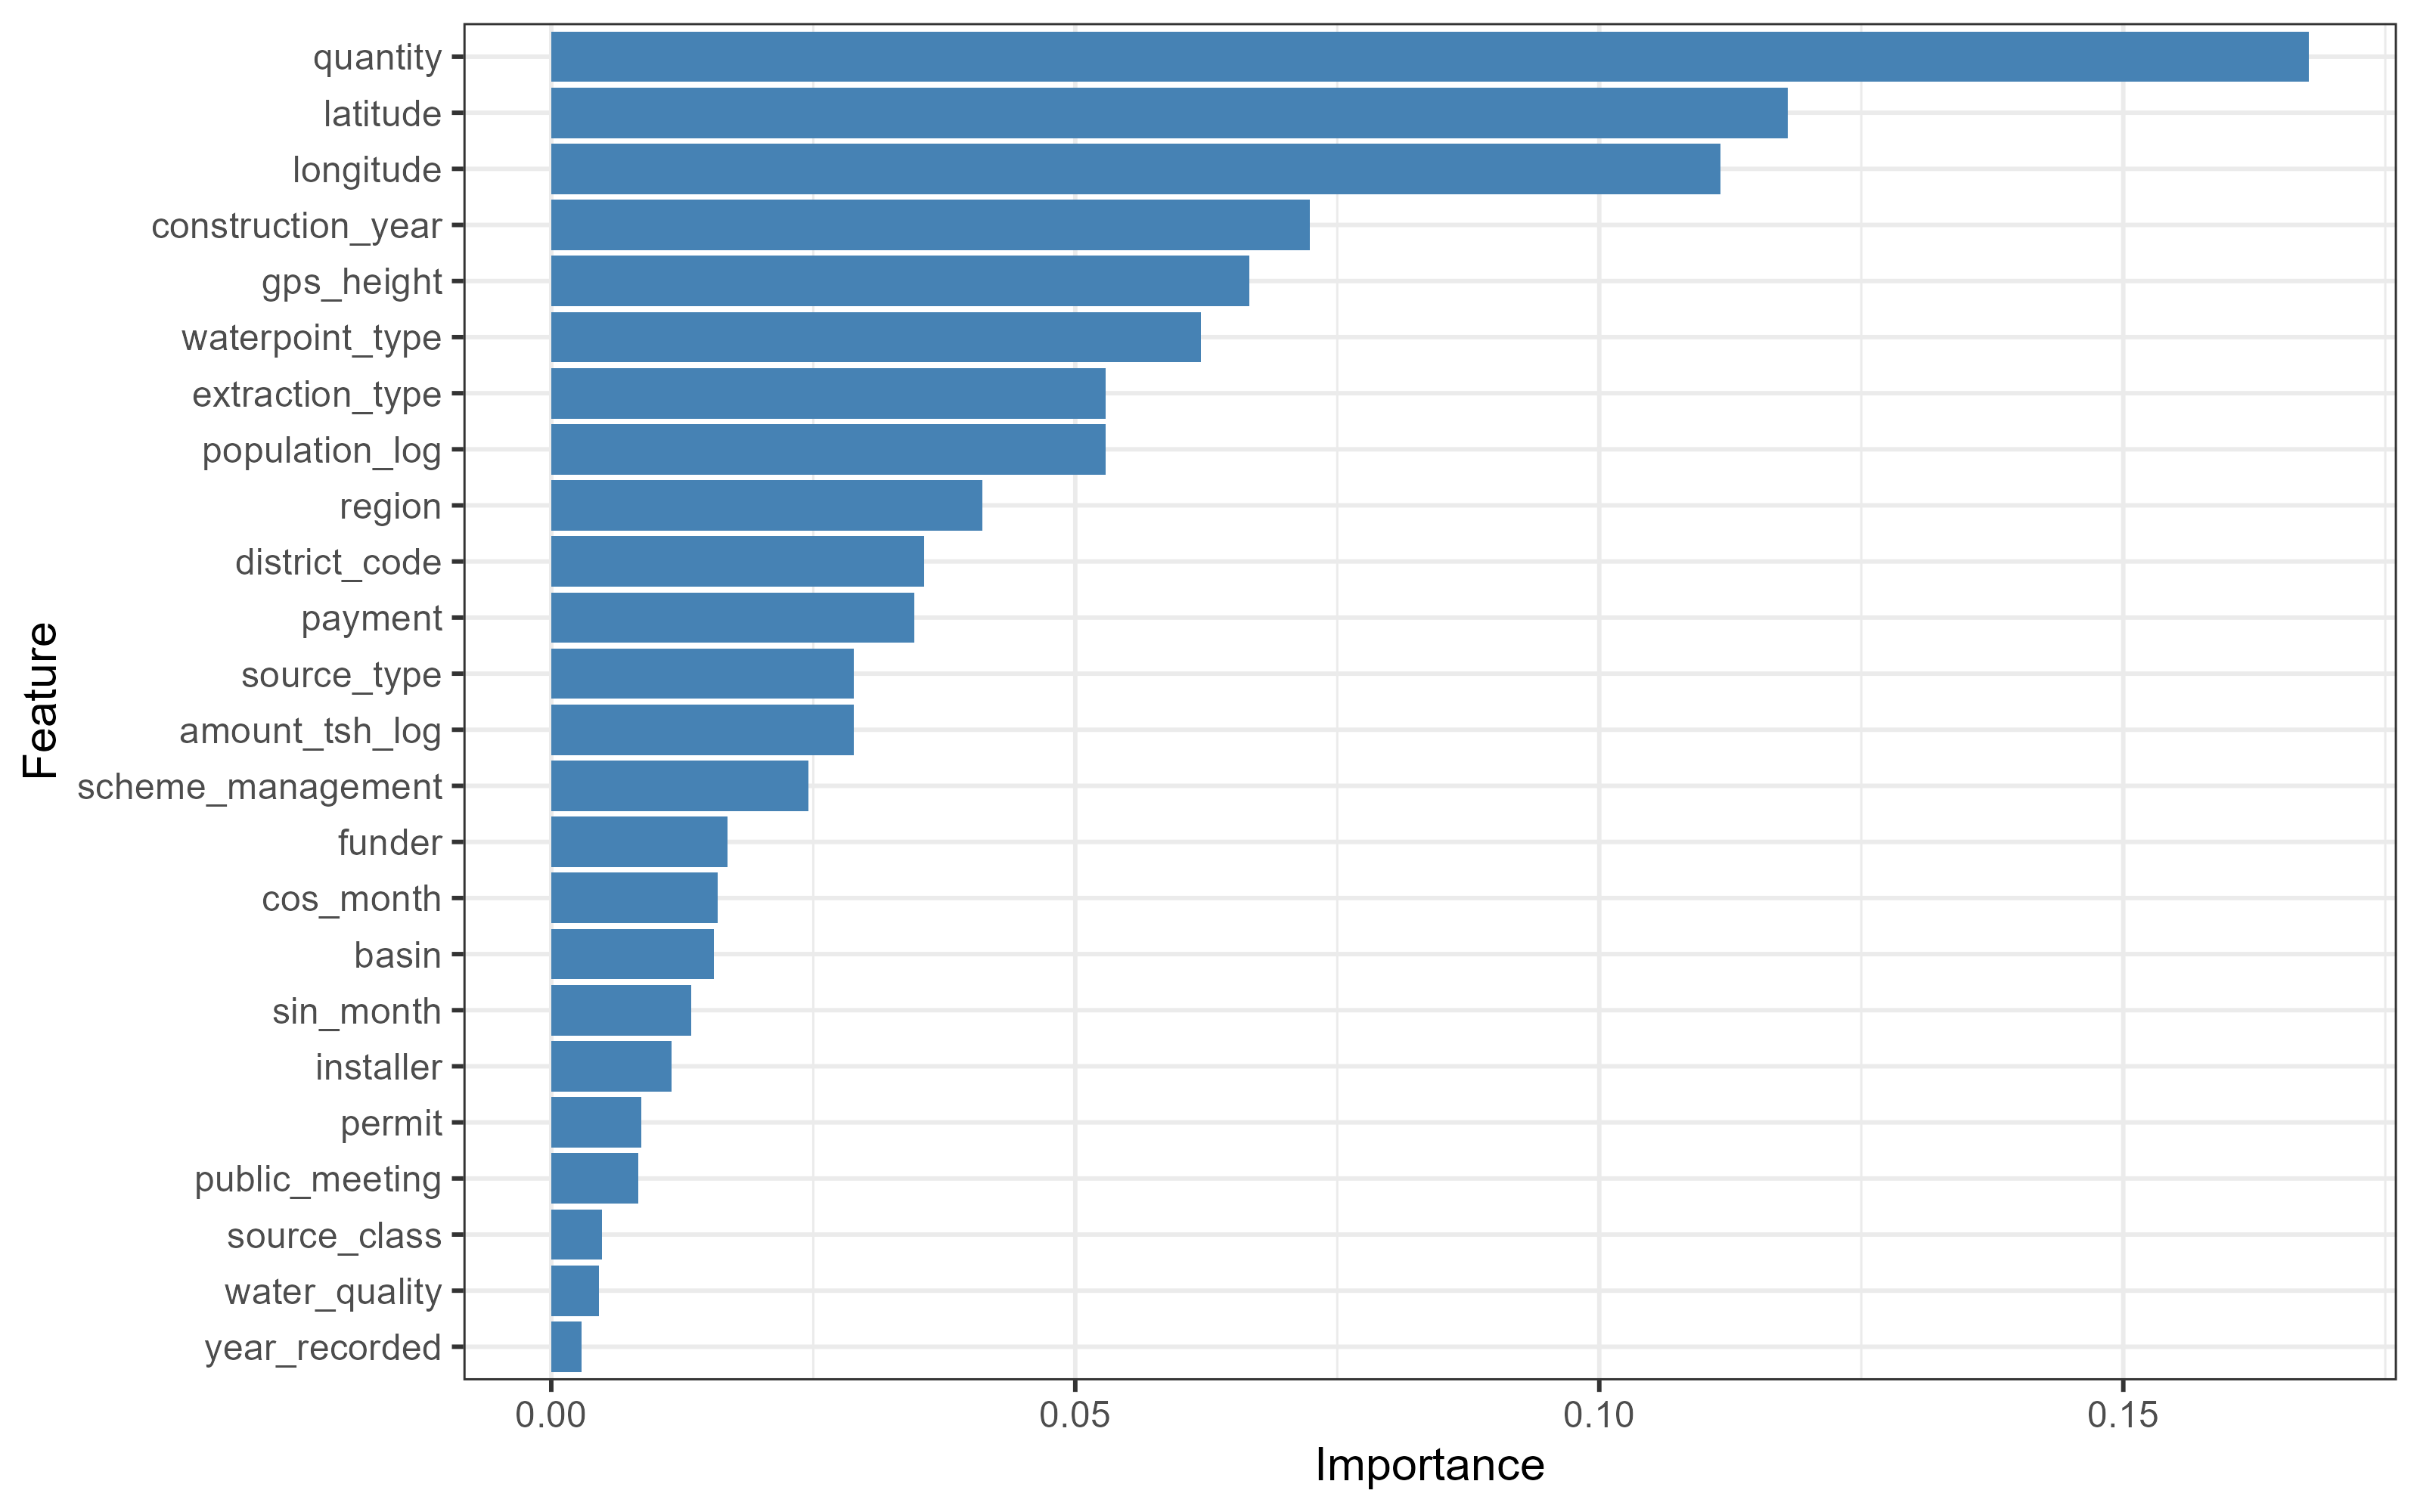 quantity
latitude
longitude
construction_year
gps_height
waterpoint_type
extraction_type
population_log
region
district_code
payment
source_type
amount_tsh_log
scheme_management
funder
cos_month
basin
sin_month
installer
permit
public_meeting
source_class
water_quality
year_recorded
Feature
0.00 0.05 0.10 0.15
Importance